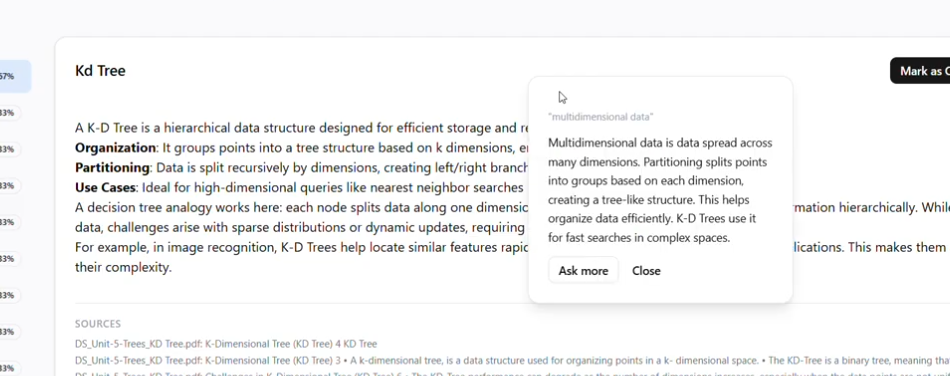 67%
33%
33%
33%
33%
33%
33%
33%
33%
Kd Tree
Mark as
A K-D Tree is a hierarchical data structure designed for efficient storage and
Organization: It groups points into a tree structure based on k dimensions,
Partitioning: Data is split recursively by dimensions, creating left/right branch
Use Cases: Ideal for high-dimensional queries like nearest neighbor searches
A decision tree analogy works here: each node splits data along one dimensio mation hierarchically. While
data, challenges arise with sparse distributions or dynamic updates, requiring
For example, in image recognition, K-D Trees help locate similar features rapid lications. This makes them
their complexity.
"multidimensional data"
Multidimensional data is data spread across
many dimensions. Partitioning splits points
into groups based on each dimension,
creating a tree-like structure. This helps
organize data efficiently. K-D Trees use it
for fast searches in complex spaces.
Ask more Close
SOURCES
DS_Unit-5-Trees_KD Tree.pdf: K-Dimensional Tree (KD Tree) 4 KD Tree
DS_Unit-5-Trees_KD Tree.pdf: K-Dimensional Tree (KD Tree) 3 • A k-dimensional tree, is a data structure used for organizing points in a k- dimensional space. • The KD-Tree is a binary tree, meaning